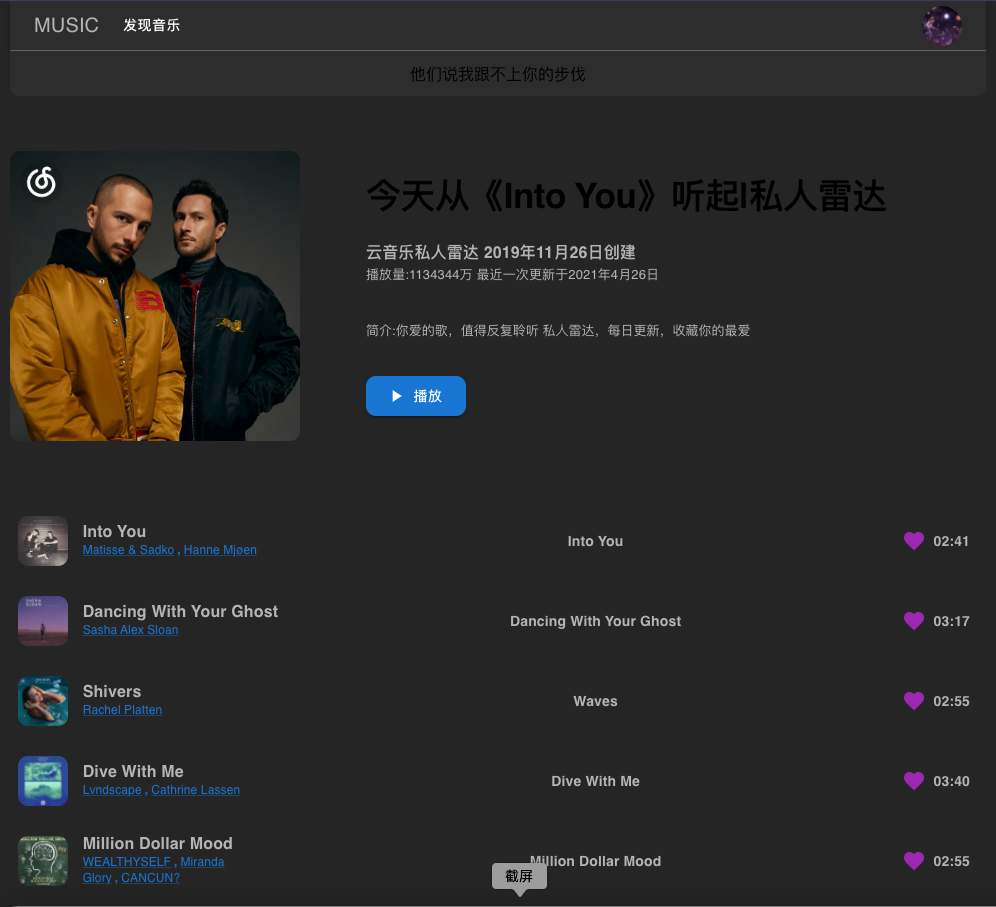 MUSIC 发现音乐
他们说我跟不上你的步伐
今天从《Into You》听起|私人雷达
云音乐私人雷达 2019年11月26日创建
播放量:1134344万 最近一次更新于2021年4月26日
简介:你爱的歌，值得反复聆听 私人雷达，每日更新，收藏你的最爱
播放
Into You
Matisse & Sadko , Hanne Mjøen
Into You
02:41
Dancing With Your Ghost
Sasha Alex Sloan
Dancing With Your Ghost
03:17
Shivers
Rachel Platten
Waves
02:55
Dive With Me
Lvndscape , Cathrine Lassen
Dive With Me
03:40
Million Dollar Mood
WEALTHYSELF , Miranda
Glory , CANCUN?
Million Dollar Mood
02:55
截屏